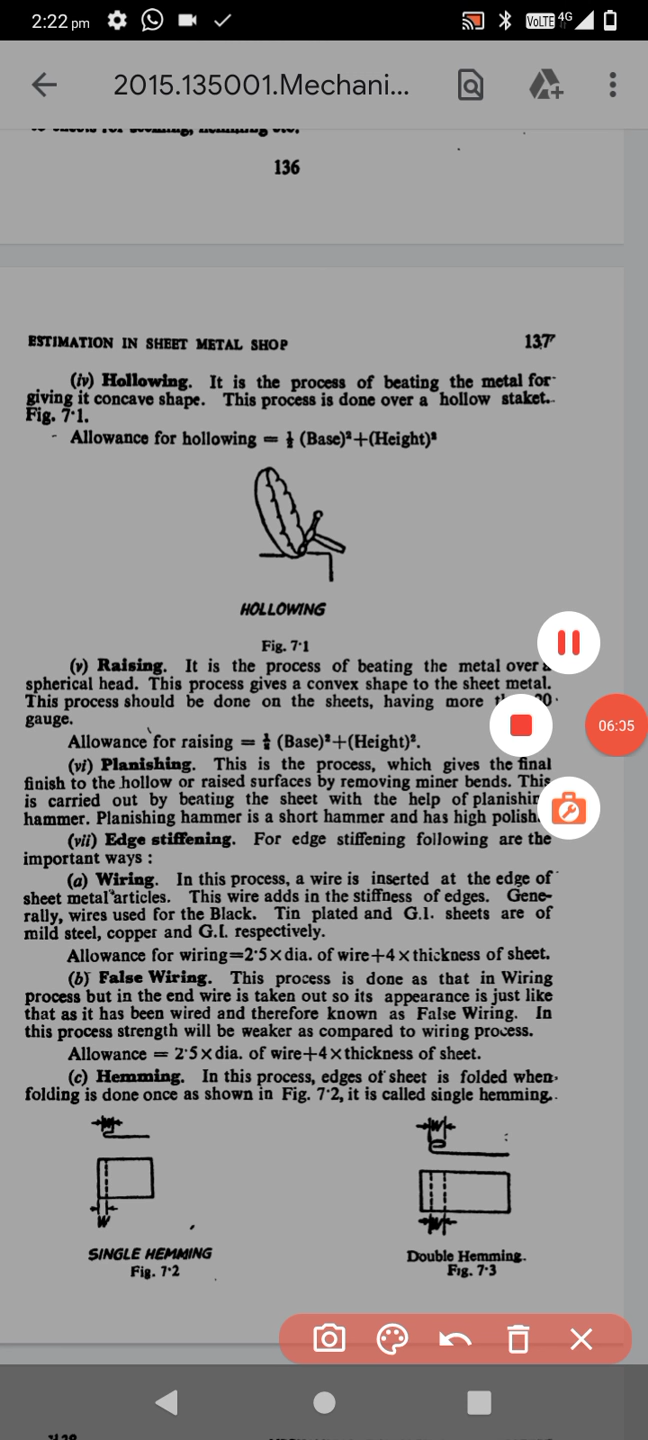 2:22 pm
VoLTE 4G
2015.135001.Mechani...
136
ESTIMATION IN SHEET METAL SHOP 137
(iv) Hollowing. It is the process of beating the metal for
giving it concave shape. This process is done over a hollow staket.
Fig. 7·1.
Allowance for hollowing = ½ (Base)²+(Height)²
HOLLOWING
Fig. 7·1
(v) Raising. It is the process of beating the metal over a
spherical head. This process gives a convex shape to the sheet metal.
This process should be done on the sheets, having more
gauge.
Allowance for raising = ½ (Base)²+(Height)².
(vi) Planishing. This is the process, which gives the final
finish to the hollow or raised surfaces by removing miner bends. This
is carried out by beating the sheet with the help of
hammer. Planishing hammer is a short hammer and has high polish.
(vii) Edge stiffening. For edge stiffening following are the
important ways :
(a) Wiring. In this process, a wire is inserted at the edge of
sheet metal articles. This wire adds in the stiffness of edges. Gene-
rally, wires used for the Black. Tin plated and G.I. sheets are of
mild steel, copper and G.I. respectively.
Allowance for wiring=2·5×dia. of wire+4×thickness of sheet.
(b) False Wiring. This process is done as that in Wiring
process but in the end wire is taken out so its appearance is just like
that as it has been wired and therefore known as False Wiring. In
this process strength will be weaker as compared to wiring process.
Allowance = 2·5×dia. of wire+4×thickness of sheet.
(c) Hemming. In this process, edges of sheet is folded when
folding is done once as shown in Fig. 7·2, it is called single hemming.
W
W
W
W
SINGLE HEMMING
Fig. 7·2
Double Hemming.
Fig. 7·3
06:05